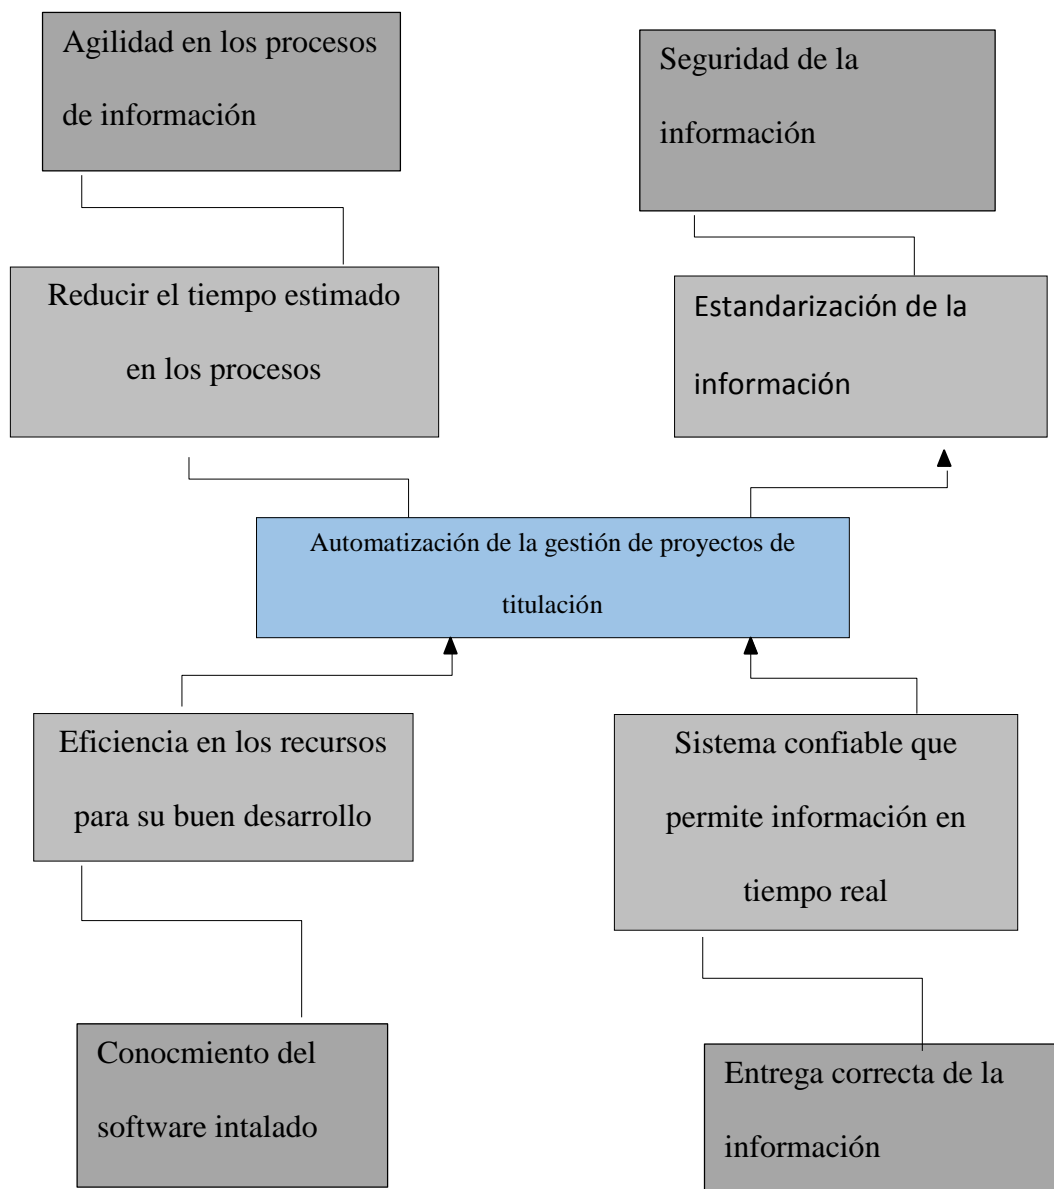 Agilidad en los procesos
de información
Seguridad de la
información
Reducir el tiempo estimado
en los procesos
Estandarización de la
información
Automatización de la gestión de proyectos de
titulación
Eficiencia en los recursos
para su buen desarrollo
Sistema confiable que
permite información en
tiempo real
Conocmiento del
software intalado
Entrega correcta de la
información